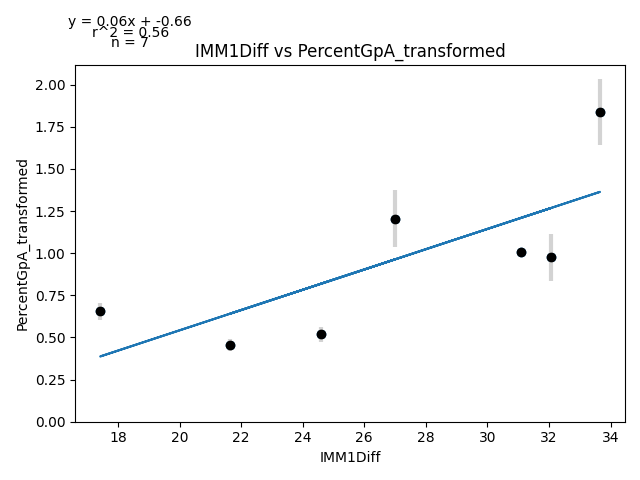 y = 0.06x + -0.66
r^2 = 0.56
n = 7
IMM1Diff vs PercentGpA_transformed
2.00
1.75
1.50
1.25
1.00
0.75
0.50
0.25
0.00
PercentGpA_transformed
18 20 22 24 26 28 30 32 34
IMM1Diff